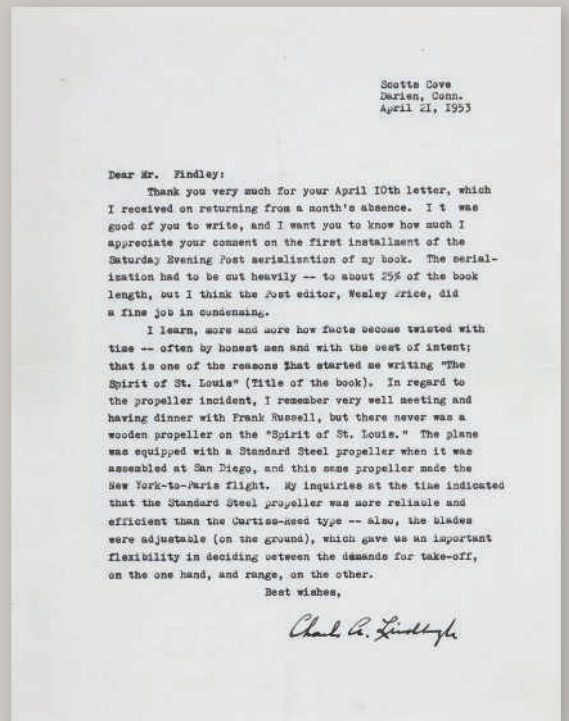 Scotts Cove
Darien, Conn.
April 21, 1953
Dear Mr. Findley:
Thank you very much for your April 10th letter, which
I received on returning from a month's absence. I t was
good of you to write, and I want you to know how much I
appreciate your comment on the first installment of the
Saturday Evening Post serialization of my book. The serial-
ization had to be cut heavily -- to about 25% of the book
length, but I think the Post editor, Wesley Price, did
a fine job in condensing.
I learn, more and more how facts become twisted with
time -- often by honest men and with the best of intent;
that is one of the reasons that started me writing "The
Spirit of St. Louis" (Title of the book). In regard to
the propeller incident, I remember very well meeting and
having dinner with Frank Russell, but there never was a
wooden propeller on the "Spirit of St. Louis." The plane
was equipped with a Standard Steel propeller when it was
assembled at San Diego, and this same propeller made the
New York-to-Paris flight. My inquiries at the time indicated
that the Standard Steel propeller was more reliable and
efficient than the Curtiss-Reed type -- also, the blades
were adjustable (on the ground), which gave us an important
flexibility in deciding between the demands for take-off,
on the one hand, and range, on the other.
Best wishes,
Charles A. Lindbergh